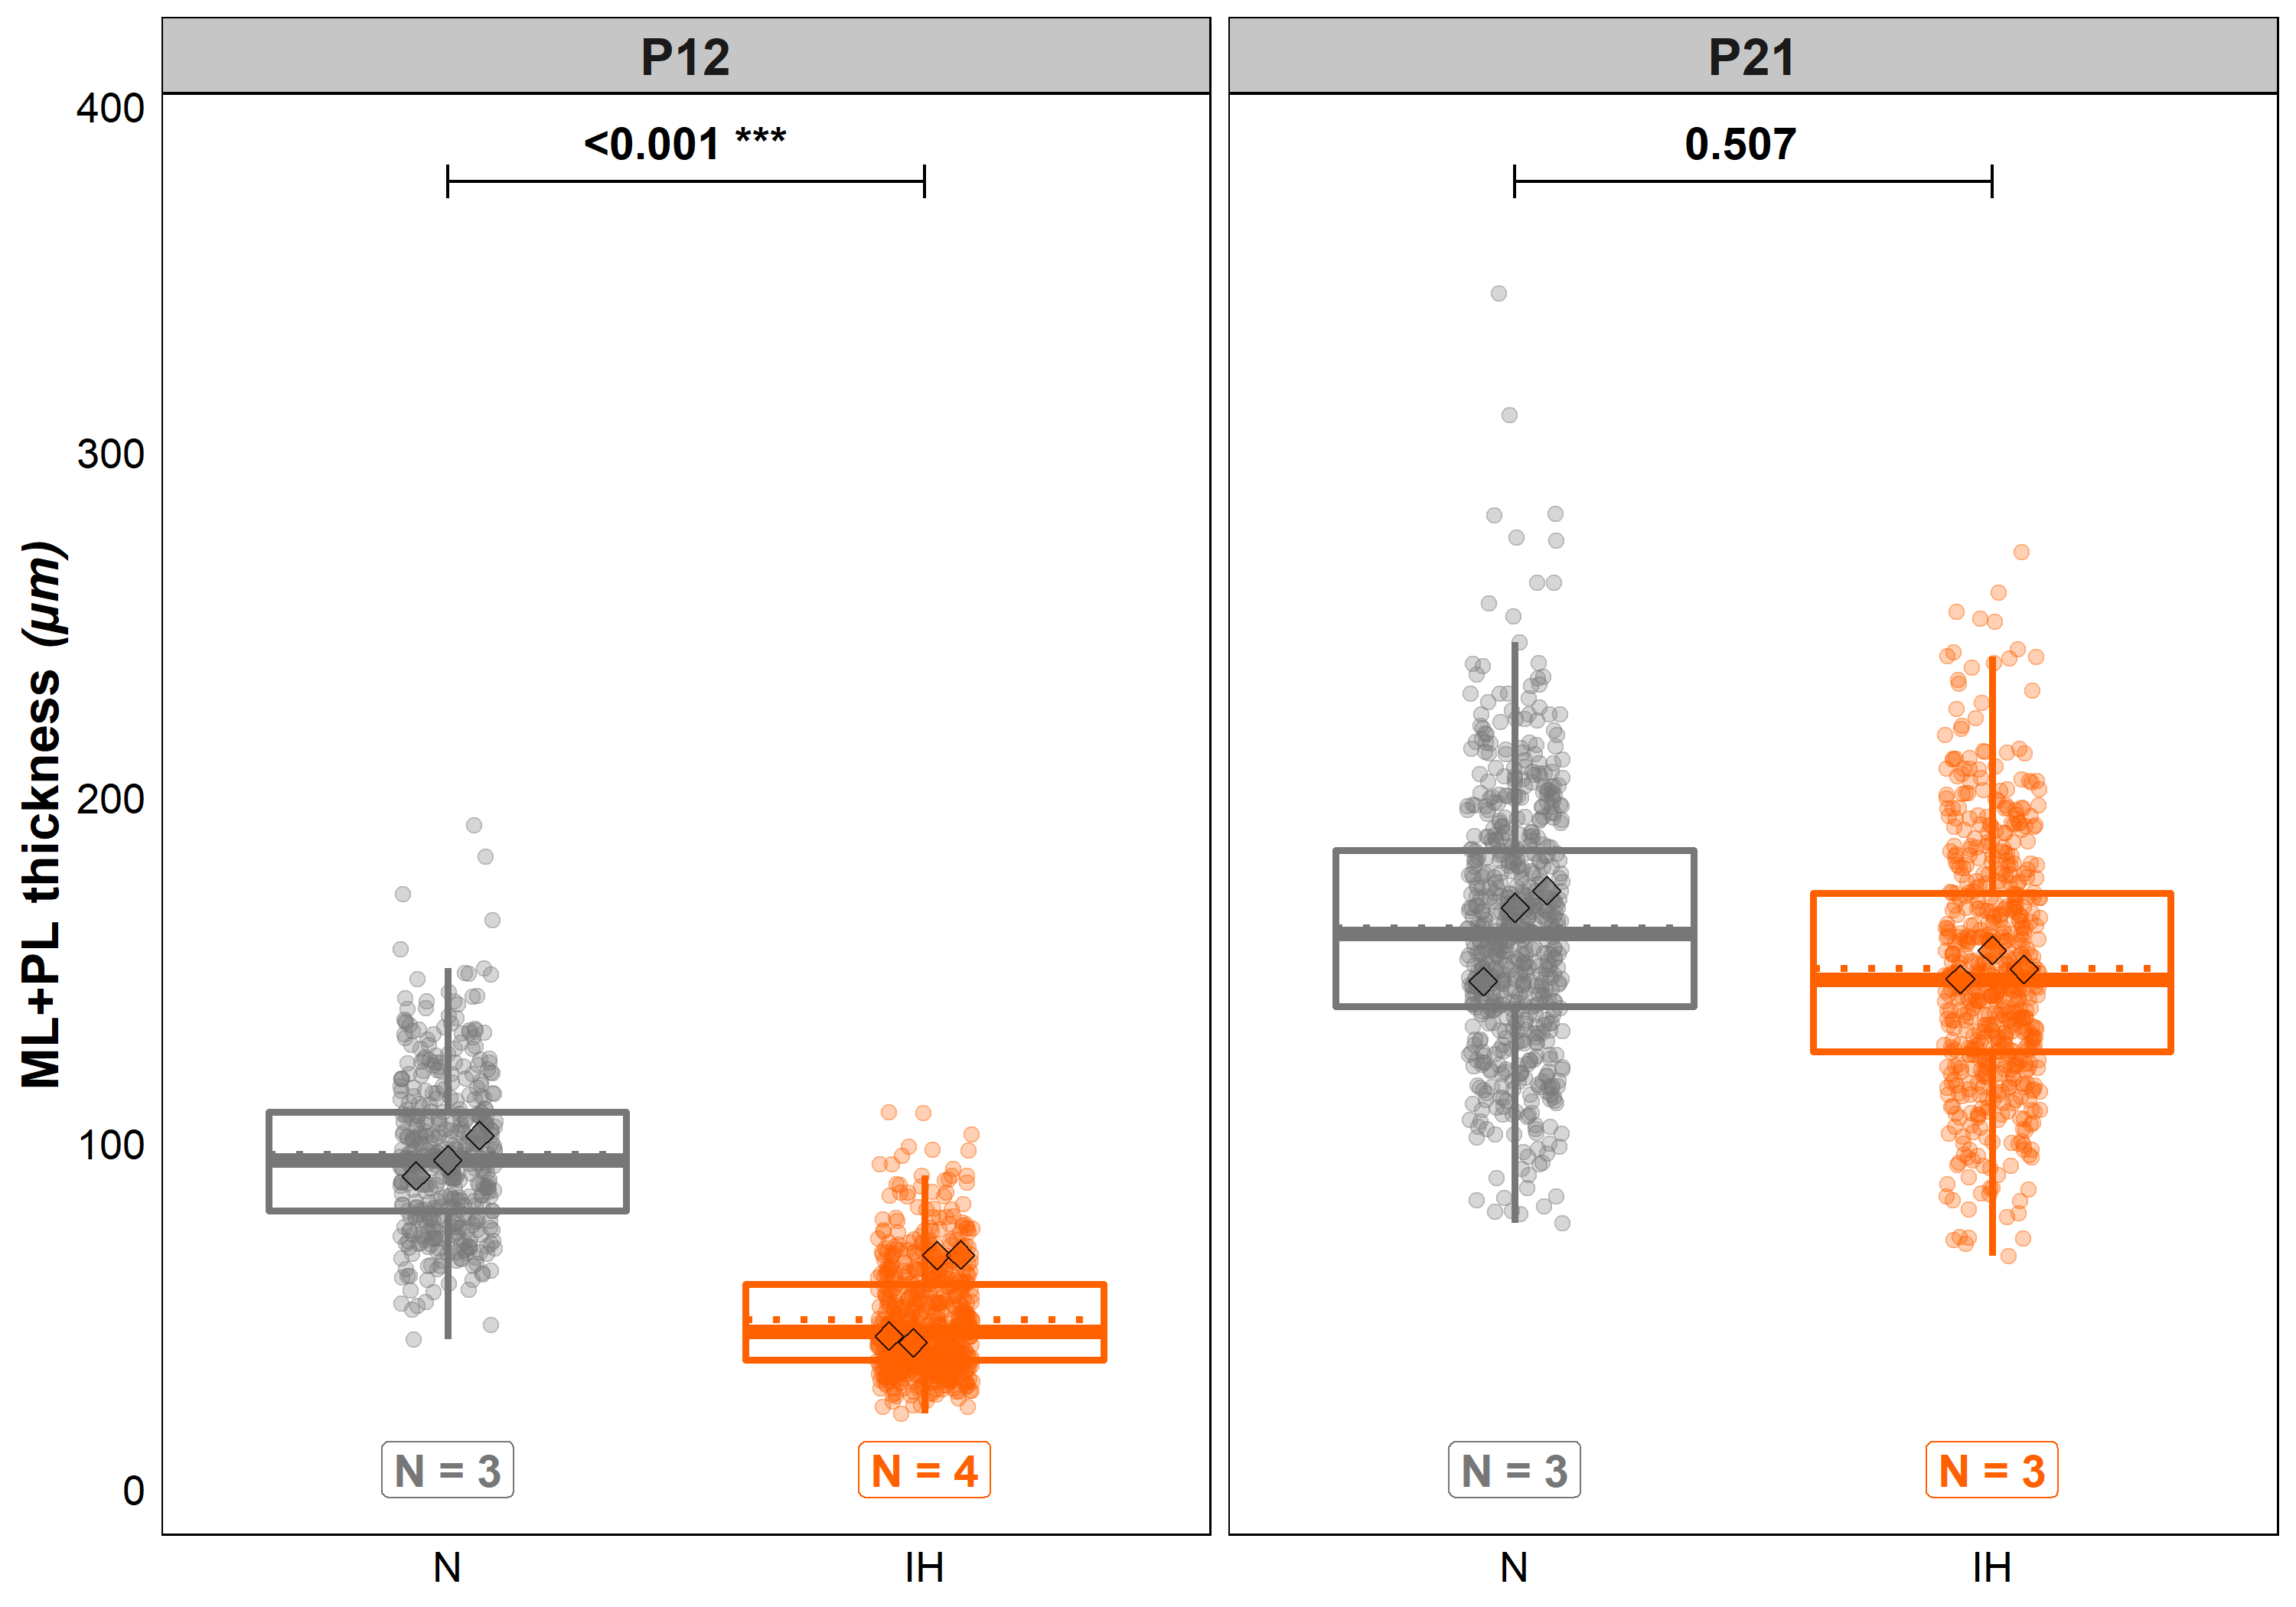 P12
P21
400
300
200
100
0
ML+PL thickness (µm)
<0.001 ***
0.507
N = 3
N = 4
N = 3
N = 3
N
IH
N
IH